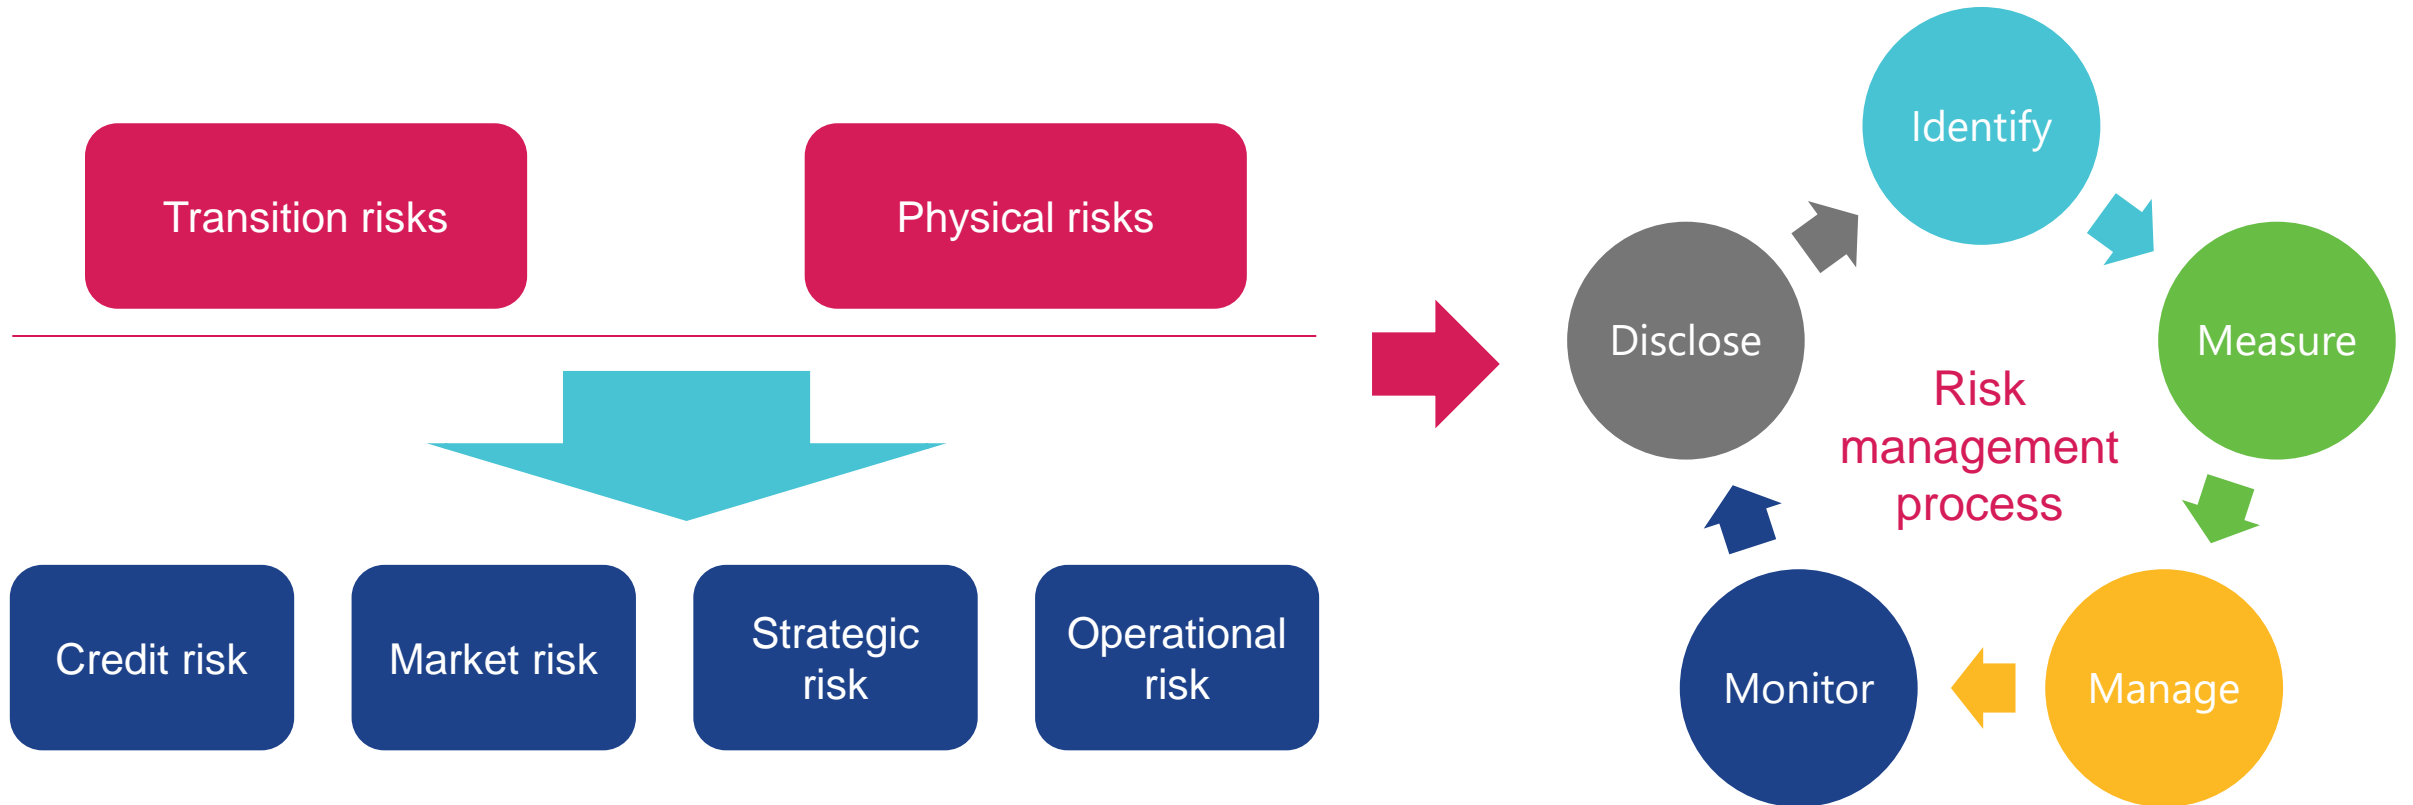 Transition risks
Physical risks
Credit risk
Market risk
Strategic
risk
Operational
risk
Identify
Measure
Manage
Monitor
Disclose
Risk
management
process